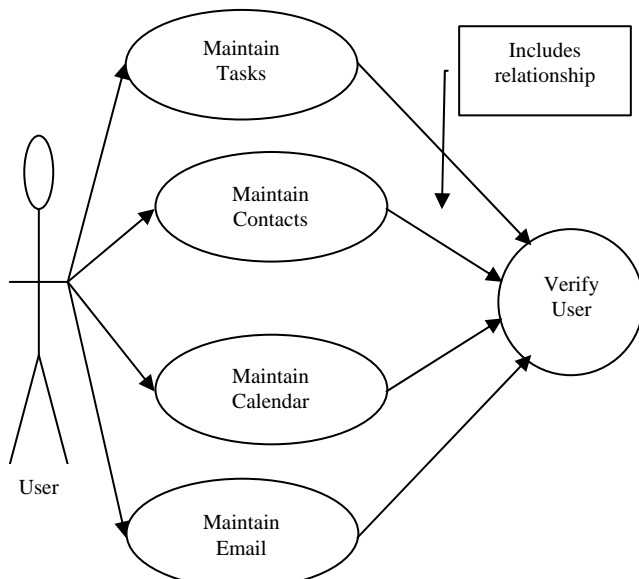 Maintain
Tasks
Includes
relationship
Maintain
Contacts
Verify
User
Maintain
Calendar
User
Maintain
Email